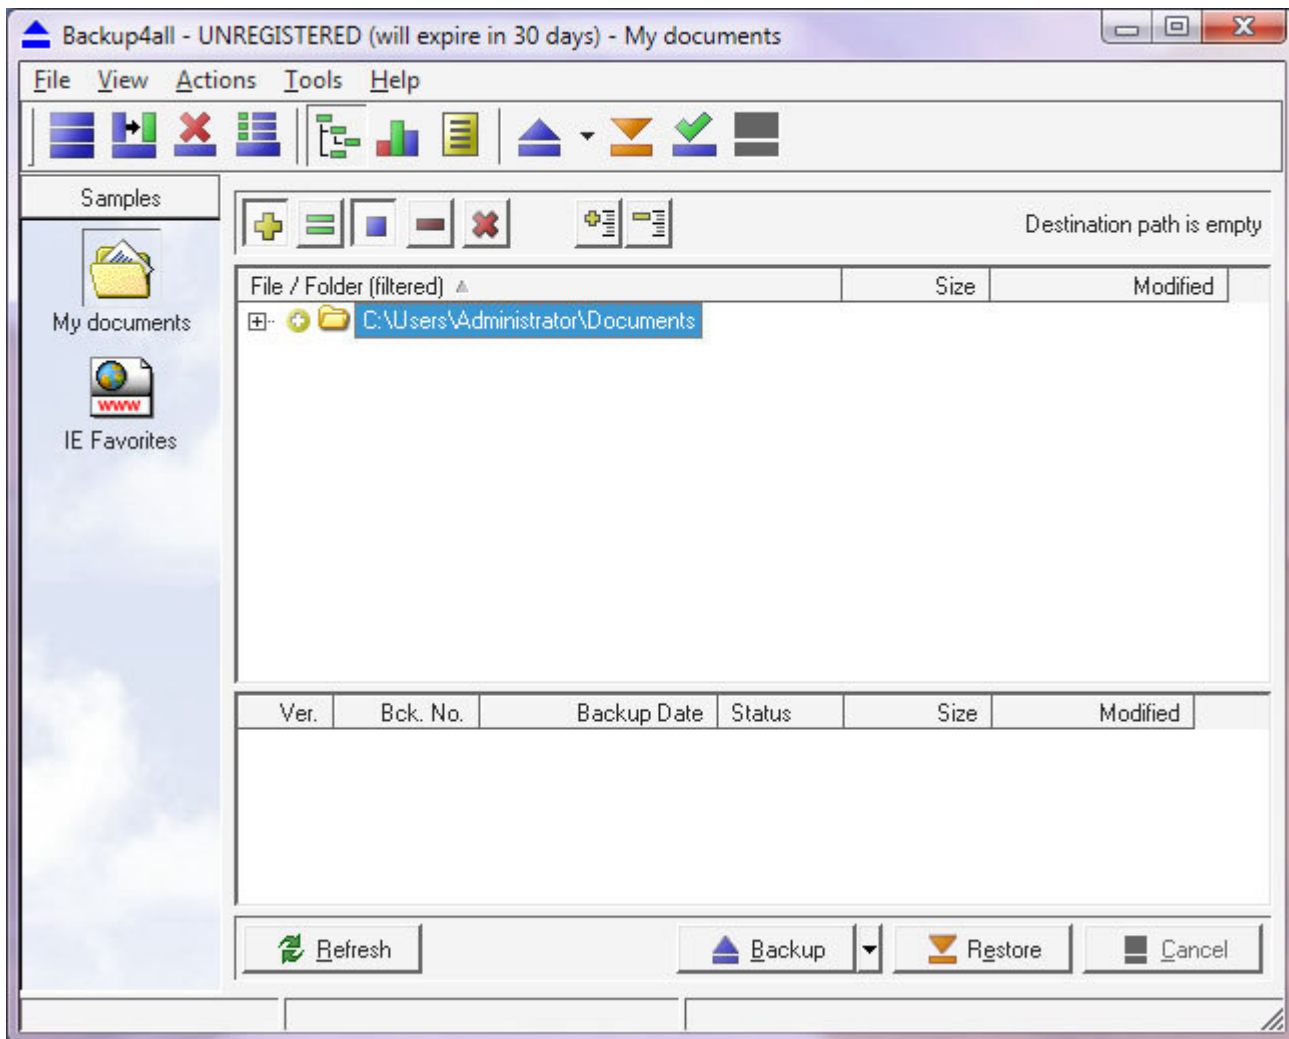 Backup4all - UNREGISTERED (will expire in 30 days) - My documents
File View Actions Tools Help
Samples
Destination path is empty
File / Folder (filtered) Size Modified
My documents
C:\Users\Administrator\Documents
WWW
IE Favorites
Ver. Bck. No. Backup Date Status Size Modified
Refresh Backup Restore Cancel